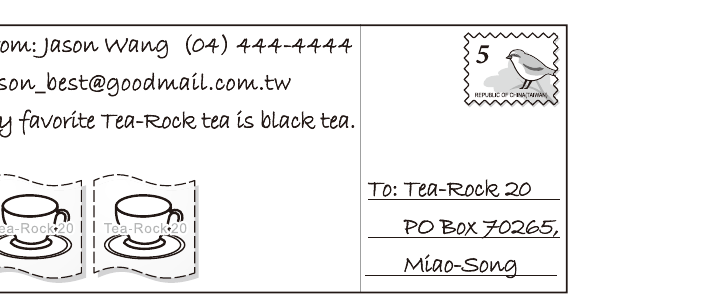 om: Jason Wang (04) 444-4444
son_best@goodmail.com.tw
y favorite Tea-Rock tea is black tea.
ea-Rock 20
Tea-Rock 20
5
REPUBLIC OF CHINA(TAIWAN)
To: Tea-Rock 20
PO Box 70265,
Miao-Song